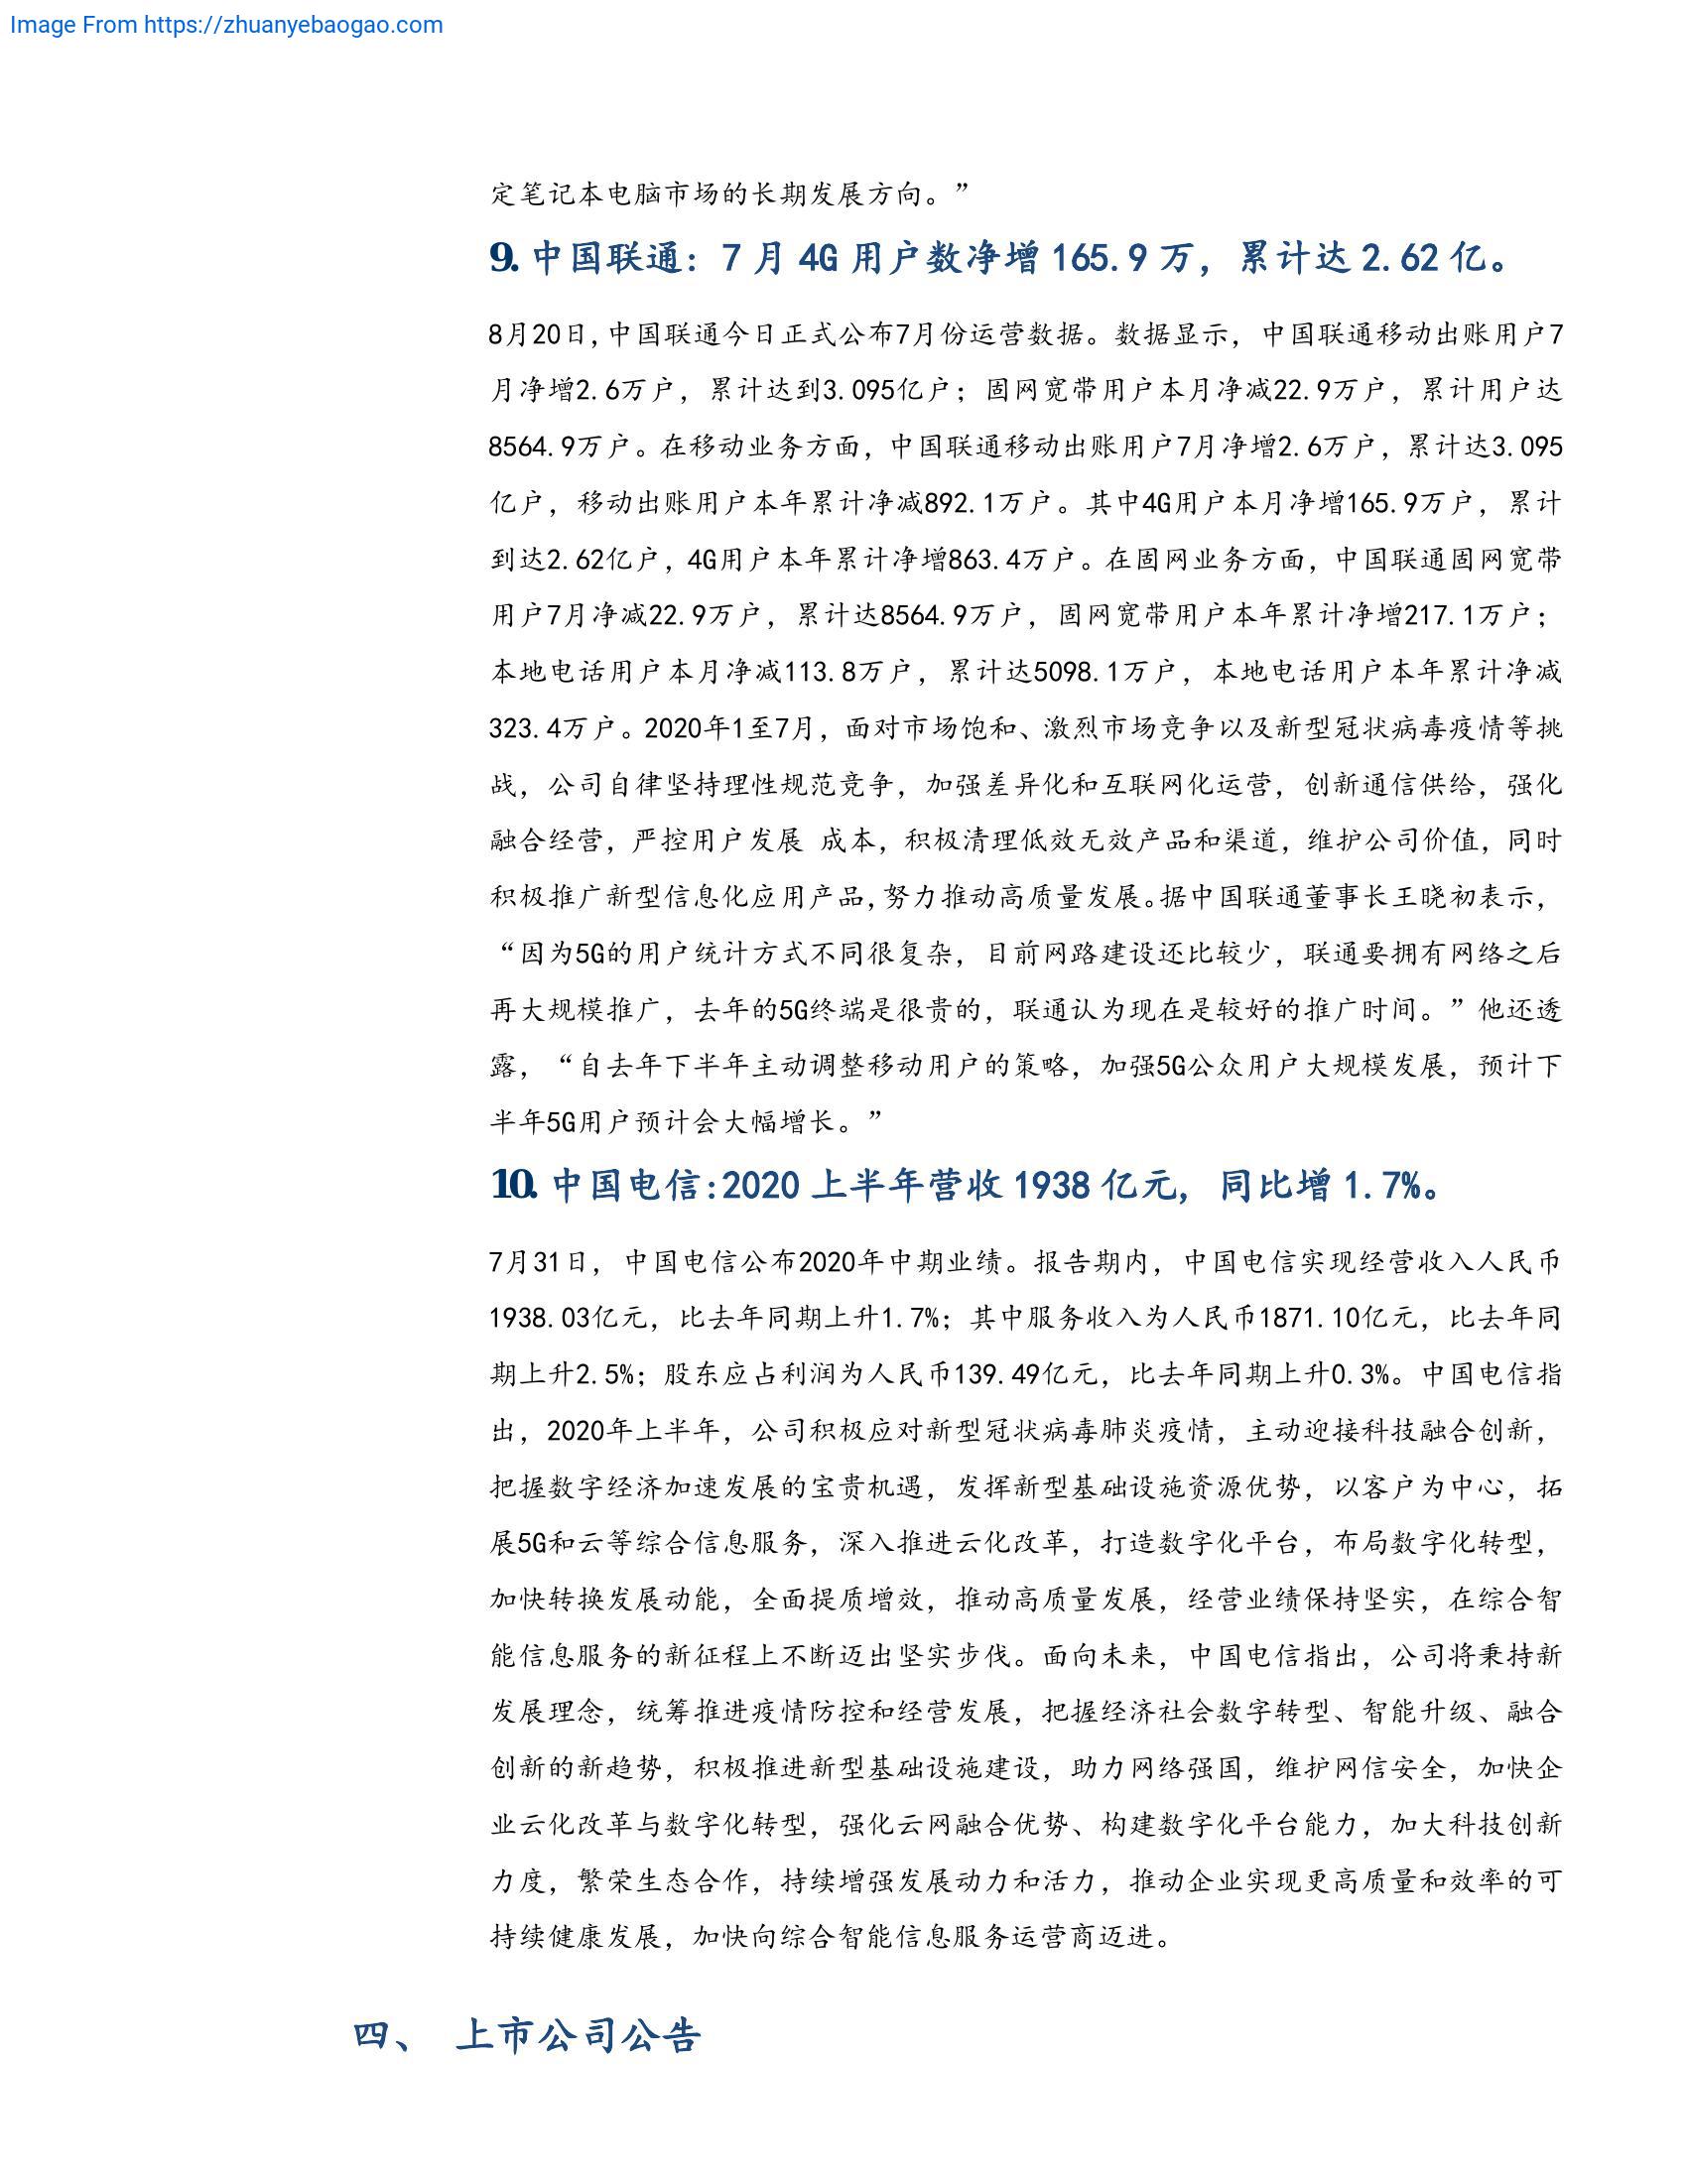 Image From https://zhuanyebaogao.com
定笔记本电脑市场的长期发展方向。”
9. 中国联通：7 月 4G 用户数净增 165.9 万，累计达 2.62 亿。
8月20日,中国联通今日正式公布7月份运营数据。数据显示，中国联通移动出账用户7
月净增2.6万户，累计达到3.095亿户；固网宽带用户本月净减22.9万户，累计用户达
8564.9万户。在移动业务方面，中国联通移动出账用户7月净增2.6万户，累计达3.095
亿户，移动出账用户本年累计净减892.1万户。其中4G用户本月净增165.9万户，累计
到达2.62亿户，4G用户本年累计净增863.4万户。在固网业务方面，中国联通固网宽带
用户7月净减22.9万户，累计达8564.9万户，固网宽带用户本年累计净增217.1万户；
本地电话用户本月净减113.8万户，累计达5098.1万户，本地电话用户本年累计净减
323.4万户。2020年1至7月，面对市场饱和、激烈市场竞争以及新型冠状病毒疫情等挑
战，公司自律坚持理性规范竞争，加强差异化和互联网化运营，创新通信供给，强化
融合经营，严控用户发展 成本，积极清理低效无效产品和渠道，维护公司价值，同时
积极推广新型信息化应用产品,努力推动高质量发展。据中国联通董事长王晓初表示，
“因为5G的用户统计方式不同很复杂，目前网路建设还比较少，联通要拥有网络之后
再大规模推广，去年的5G终端是很贵的，联通认为现在是较好的推广时间。”他还透
露，“自去年下半年主动调整移动用户的策略，加强5G公众用户大规模发展，预计下
半年5G用户预计会大幅增长。”
10. 中国电信:2020 上半年营收 1938 亿元, 同比增 1.7%。
7月31日，中国电信公布2020年中期业绩。报告期内，中国电信实现经营收入人民币
1938.03亿元，比去年同期上升1.7%；其中服务收入为人民币1871.10亿元，比去年同
期上升2.5%；股东应占利润为人民币139.49亿元，比去年同期上升0.3%。中国电信指
出，2020年上半年，公司积极应对新型冠状病毒肺炎疫情，主动迎接科技融合创新，
把握数字经济加速发展的宝贵机遇，发挥新型基础设施资源优势，以客户为中心，拓
展5G和云等综合信息服务，深入推进云化改革，打造数字化平台，布局数字化转型，
加快转换发展动能，全面提质增效，推动高质量发展，经营业绩保持坚实，在综合智
能信息服务的新征程上不断迈出坚实步伐。面向未来，中国电信指出，公司将秉持新
发展理念，统筹推进疫情防控和经营发展，把握经济社会数字转型、智能升级、融合
创新的新趋势，积极推进新型基础设施建设，助力网络强国，维护网信安全，加快企
业云化改革与数字化转型，强化云网融合优势、构建数字化平台能力，加大科技创新
力度，繁荣生态合作，持续增强发展动力和活力，推动企业实现更高质量和效率的可
持续健康发展，加快向综合智能信息服务运营商迈进。
四、 上市公司公告